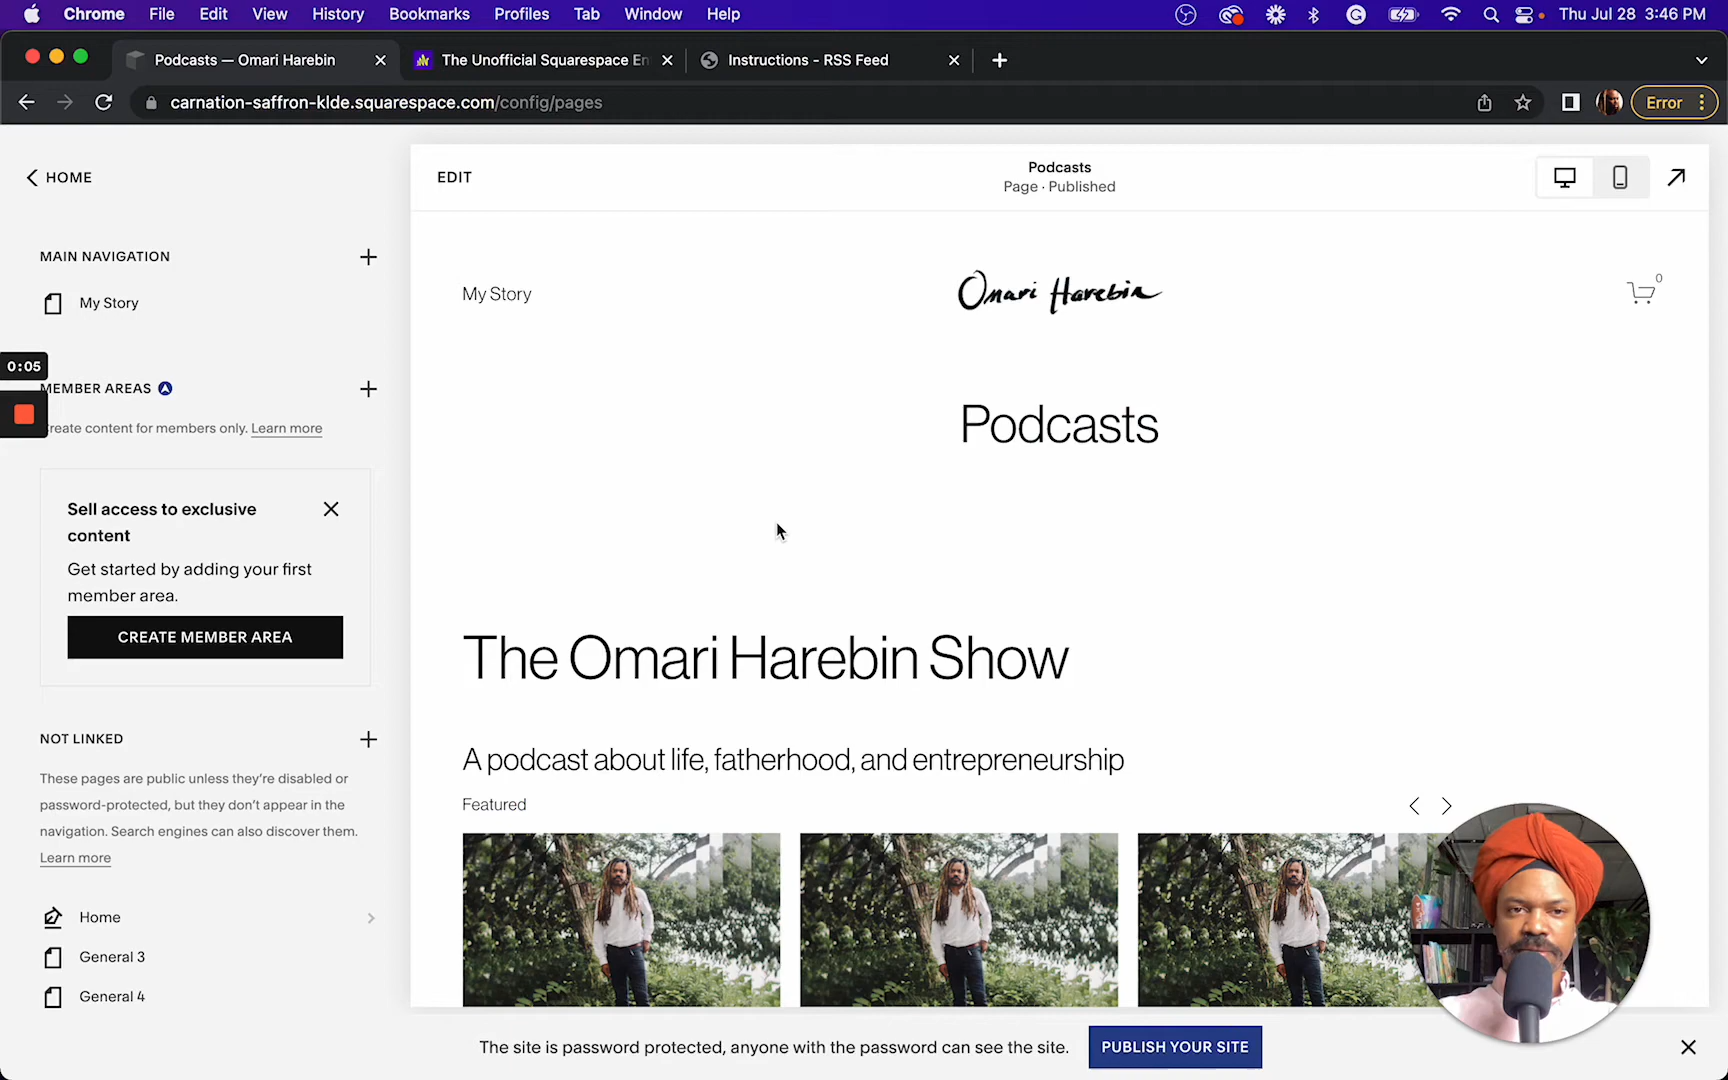 Chrome File Edit View History Bookmarks Profiles Tab Window Help Thu Jul 28 3:46 PM
Podcasts — Omari Harebin The Unofficial Squarespace En Instructions - RSS Feed
carnation-saffron-klde.squarespace.com/config/pages Error
HOME
EDIT
Podcasts
Page · Published
MAIN NAVIGATION
My Story
0:05
MEMBER AREAS
create content for members only. Learn more
Sell access to exclusive
content
Get started by adding your first
member area.
CREATE MEMBER AREA
NOT LINKED
These pages are public unless they're disabled or
password-protected, but they don't appear in the
navigation. Search engines can also discover them.
Learn more
Home
General 3
General 4
My Story
Omari Harebin
0
Podcasts
The Omari Harebin Show
A podcast about life, fatherhood, and entrepreneurship
Featured
The site is password protected, anyone with the password can see the site. PUBLISH YOUR SITE